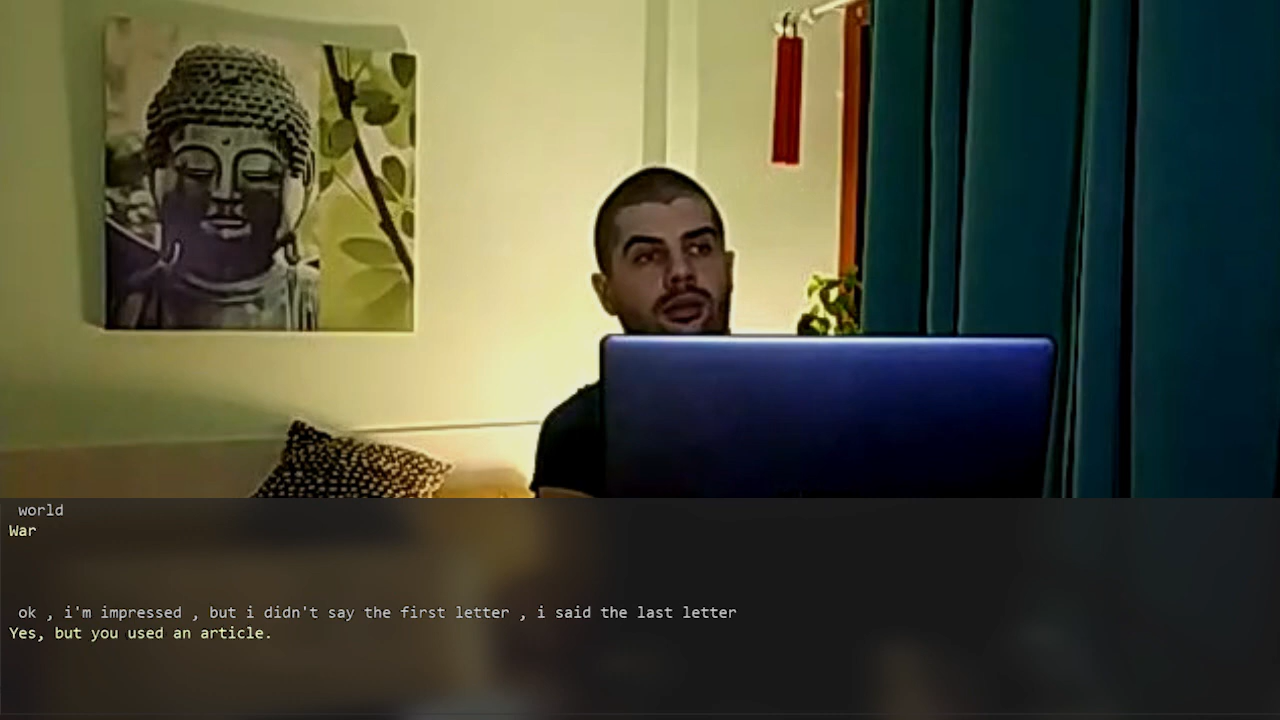 world
War
ok , i'm impressed , but i didn't say the first letter , i said the last letter
Yes, but you used an article.